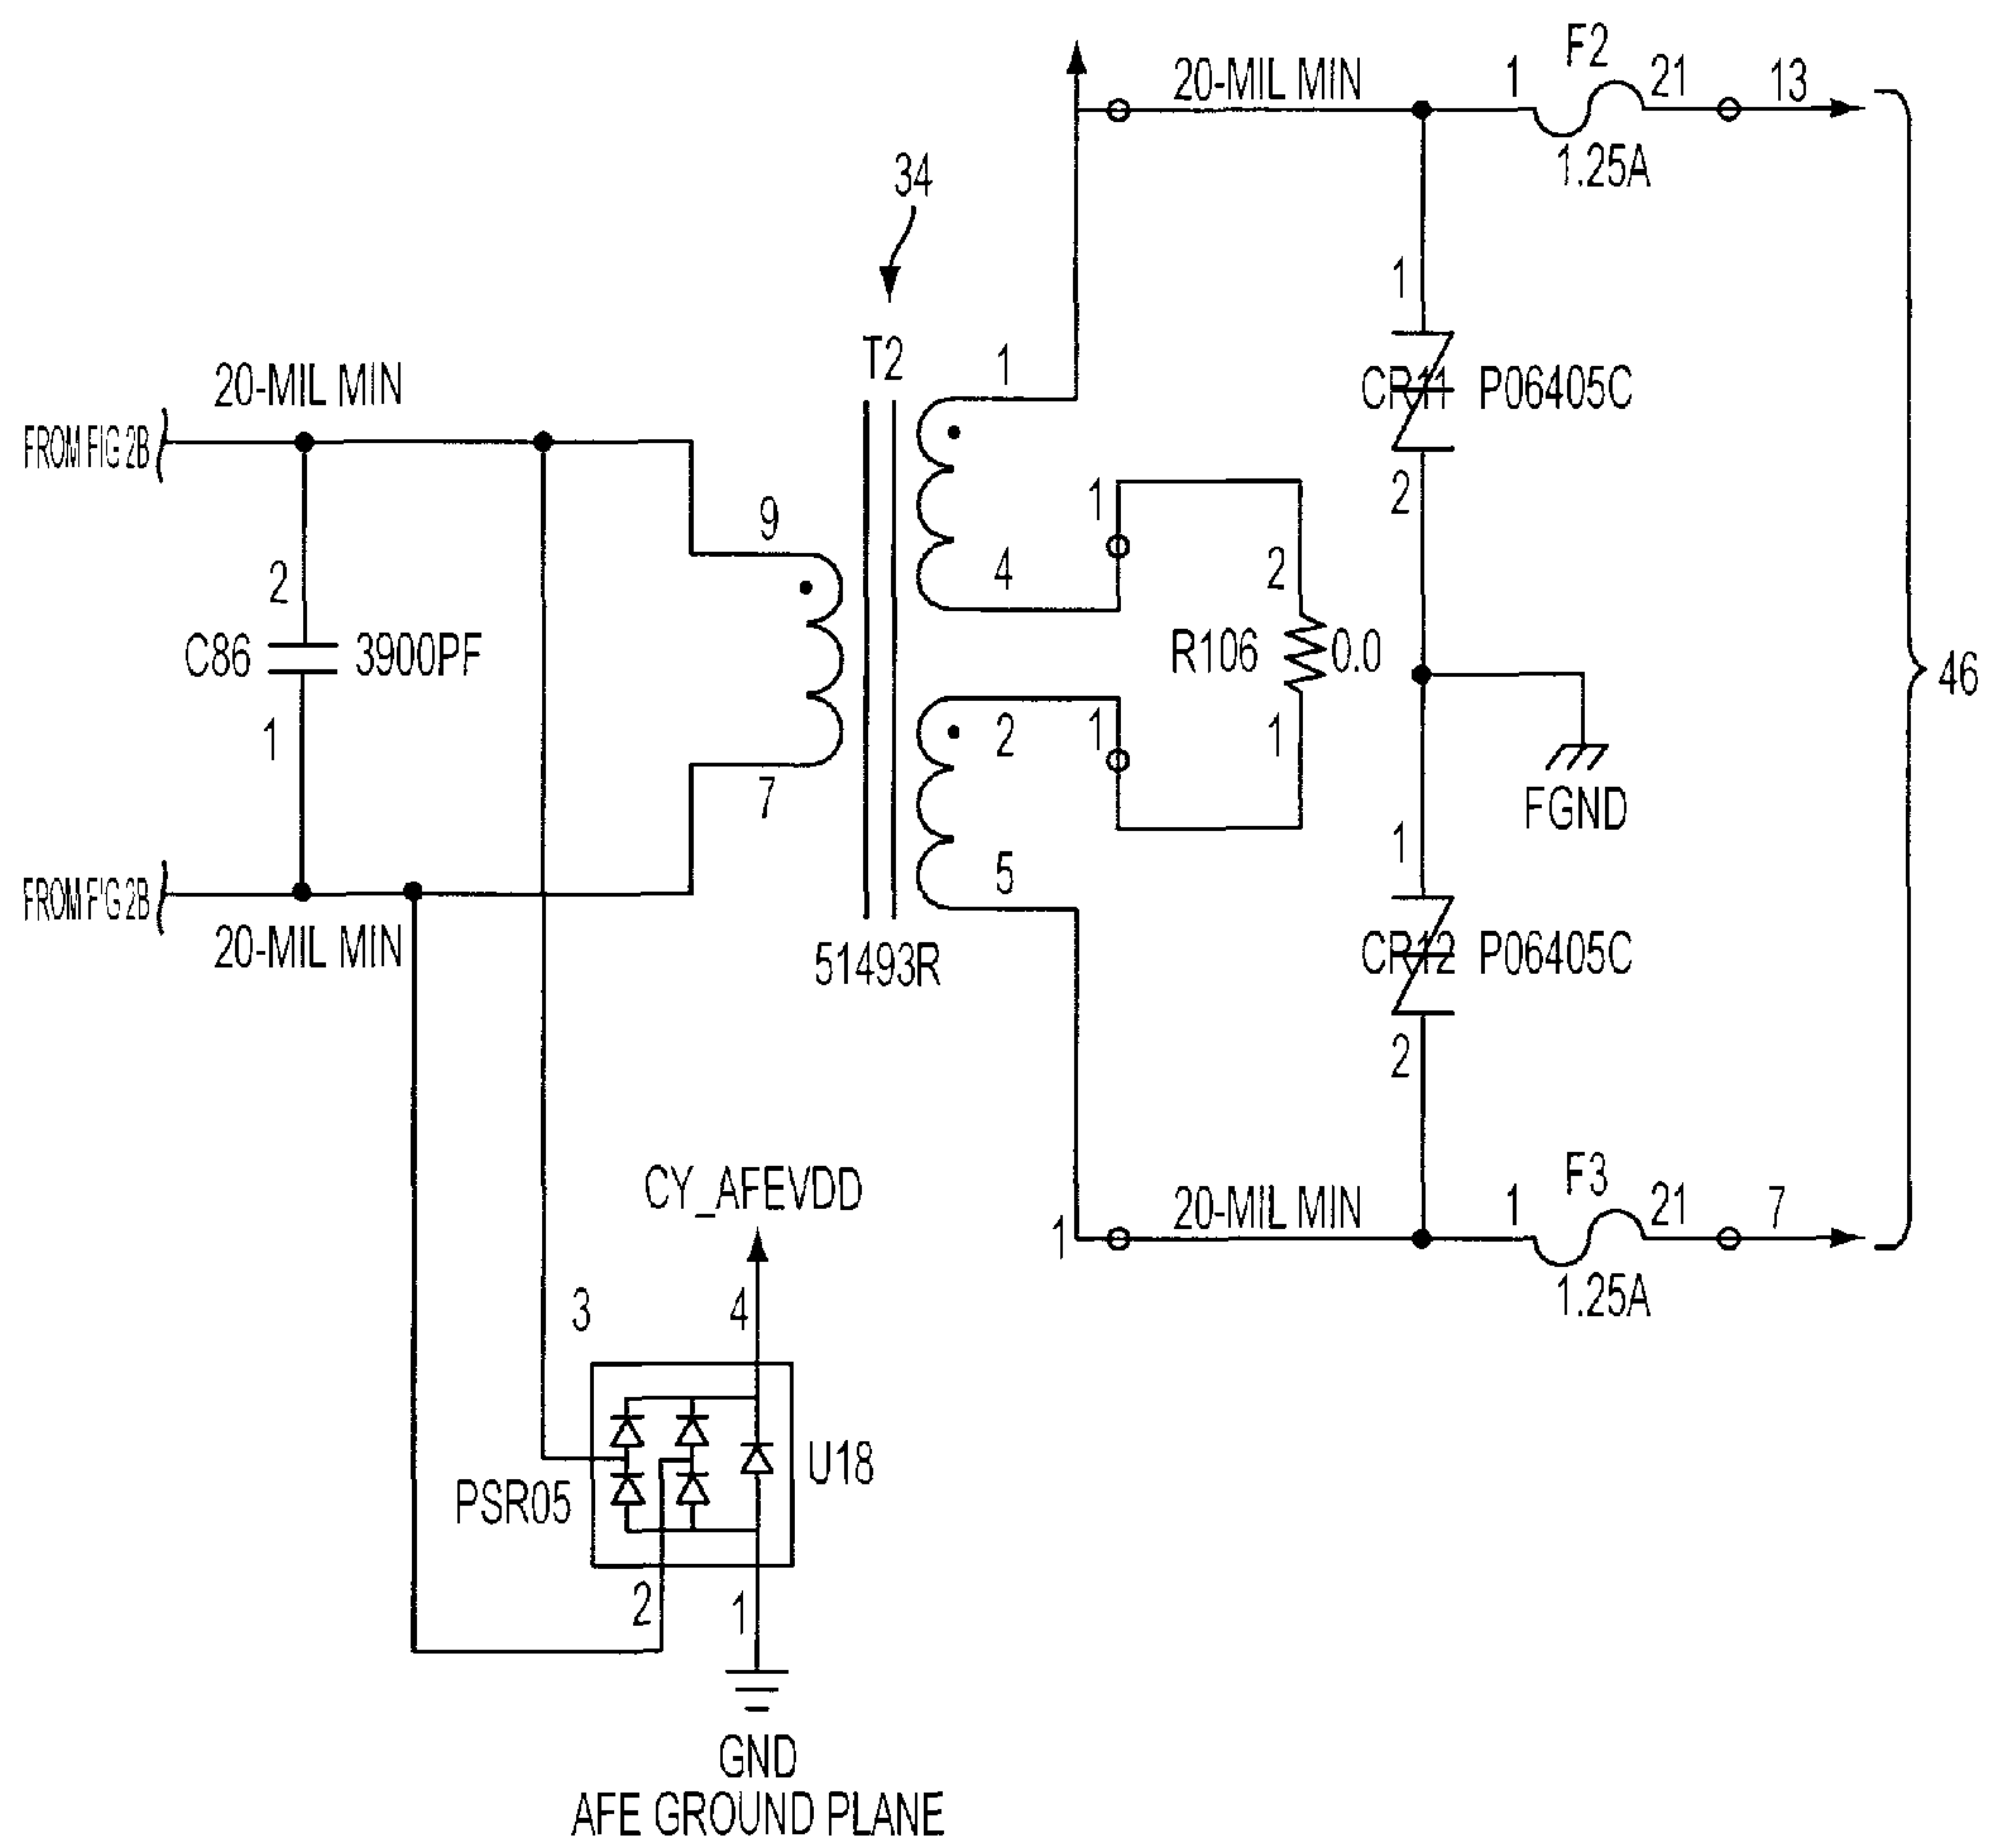 F2
20-MIL MIN
1
21
13
1.25A
34
1
T2
1
20-MIL MIN
CR11 P06405C
FROM FIG 2B
9
1
2
4
2
2
C86 3900PF
R106 0.0
46
1
2
1
1
7
FGND
5
1
FROM FIG 2B
20-MIL MIN
CR12 P06405C
51493R
2
CY_AFEVDD
F3
20-MIL MIN
1
21
7
1
1.25A
3
4
U18
PSR05
2
1
GND
AFE GROUND PLANE